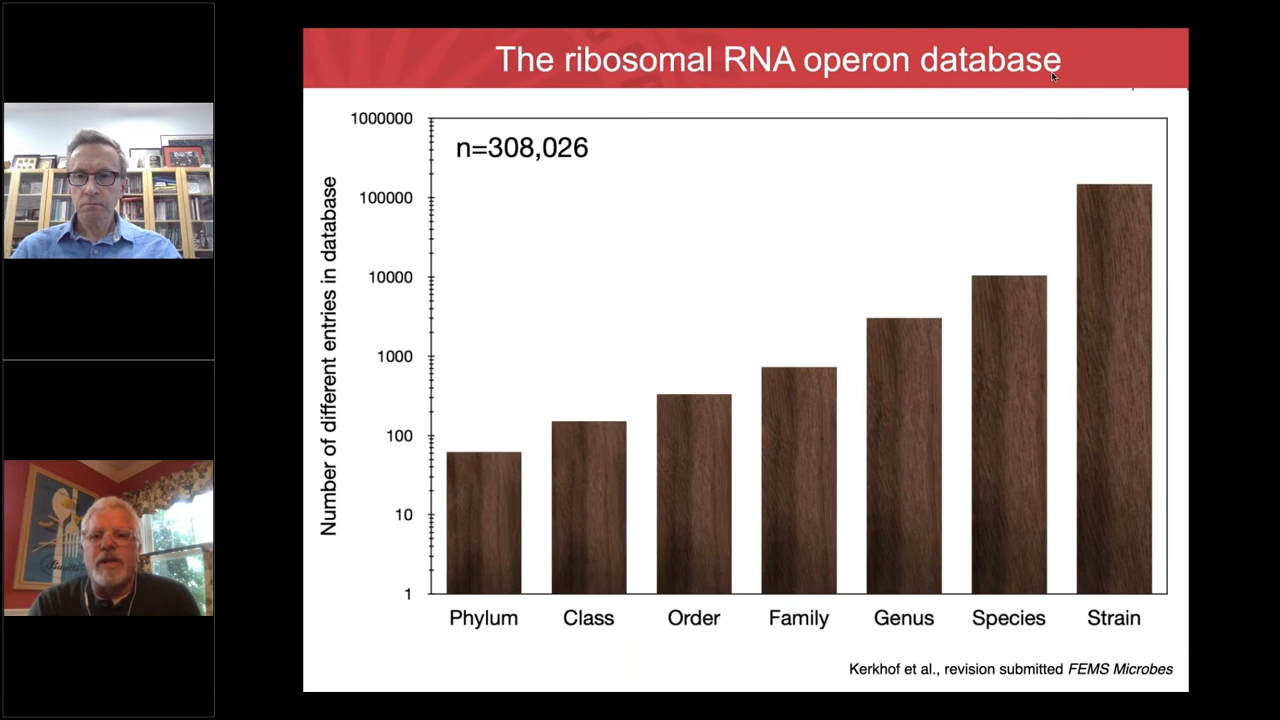 The ribosomal RNA operon database
n=308,026
Number of different entries in database
1000000
100000
10000
1000
100
10
1
Phylum Class Order Family Genus Species Strain
Kerkhof et al., revision submitted FEMS Microbes